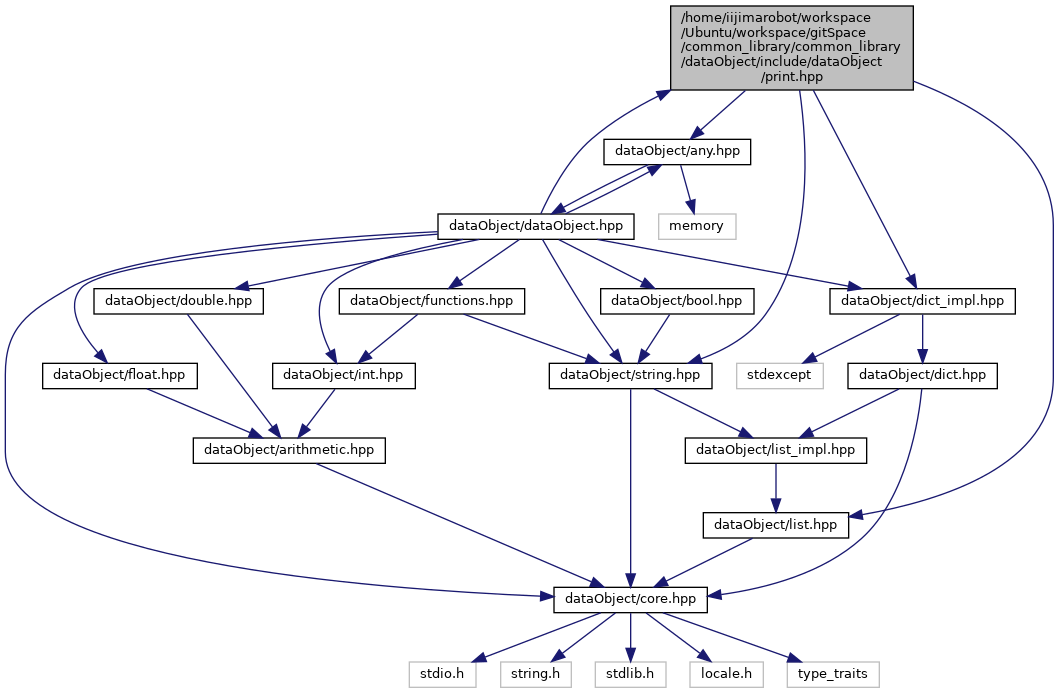 /home/iijimarobot/workspace
/Ubuntu/workspace/gitSpace
/common_library/common_library
/dataObject/include/dataObject
/print.hpp
dataObject/any.hpp
dataObject/dataObject.hpp
memory
dataObject/double.hpp
dataObject/functions.hpp
dataObject/bool.hpp
dataObject/dict_impl.hpp
dataObject/float.hpp
dataObject/int.hpp
dataObject/string.hpp
stdexcept
dataObject/dict.hpp
dataObject/arithmetic.hpp
dataObject/list_impl.hpp
dataObject/list.hpp
dataObject/core.hpp
stdio.h
string.h
stdlib.h
locale.h
type_traits